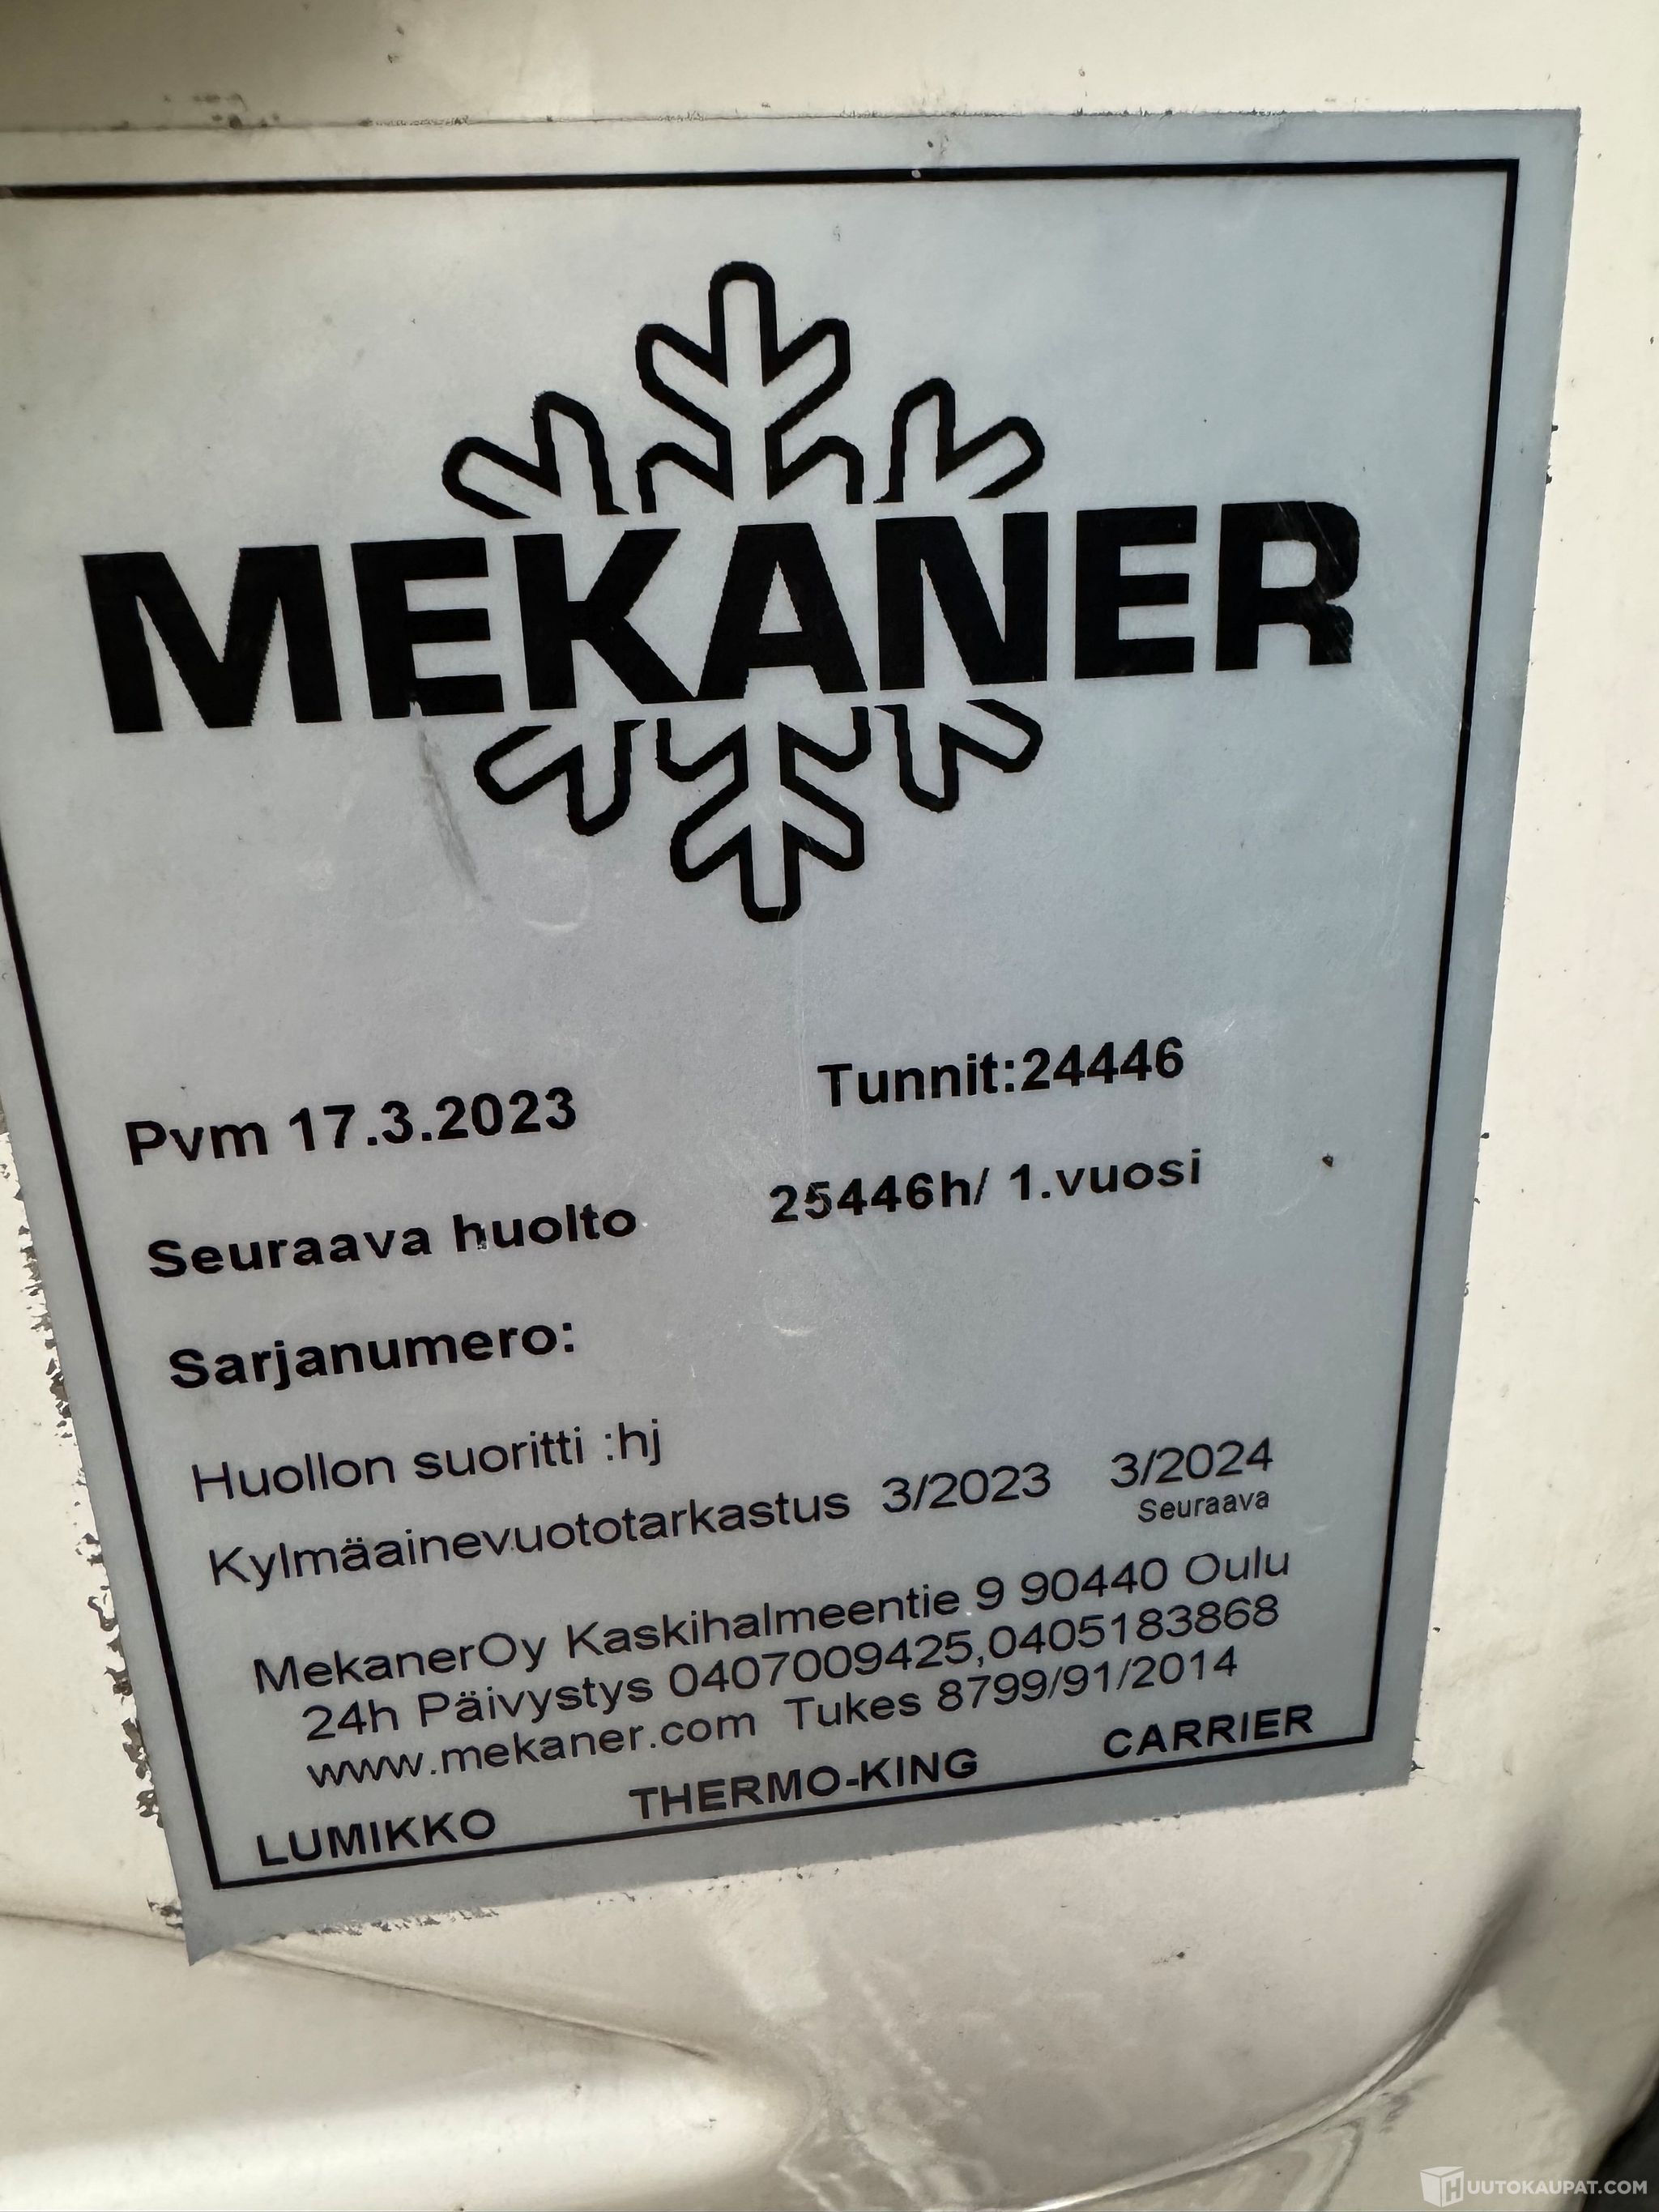 MEKANER
Pvm 17.3.2023 Tunnit:24446
Seuraava huolto 25446h/ 1.vuosi
Sarjanumero:
Huollon suoritti :hj
Kylmäainevuototarkastus 3/2023 3/2024
Seuraava
MekanerOy Kaskihalmeentie 9 90440 Oulu
24h Päivystys 0407009425,0405183868
www.mekaner.com Tukes 8799/91/2014
LUMIKKO THERMO-KING CARRIER
HUUTOKAUPAT.COM